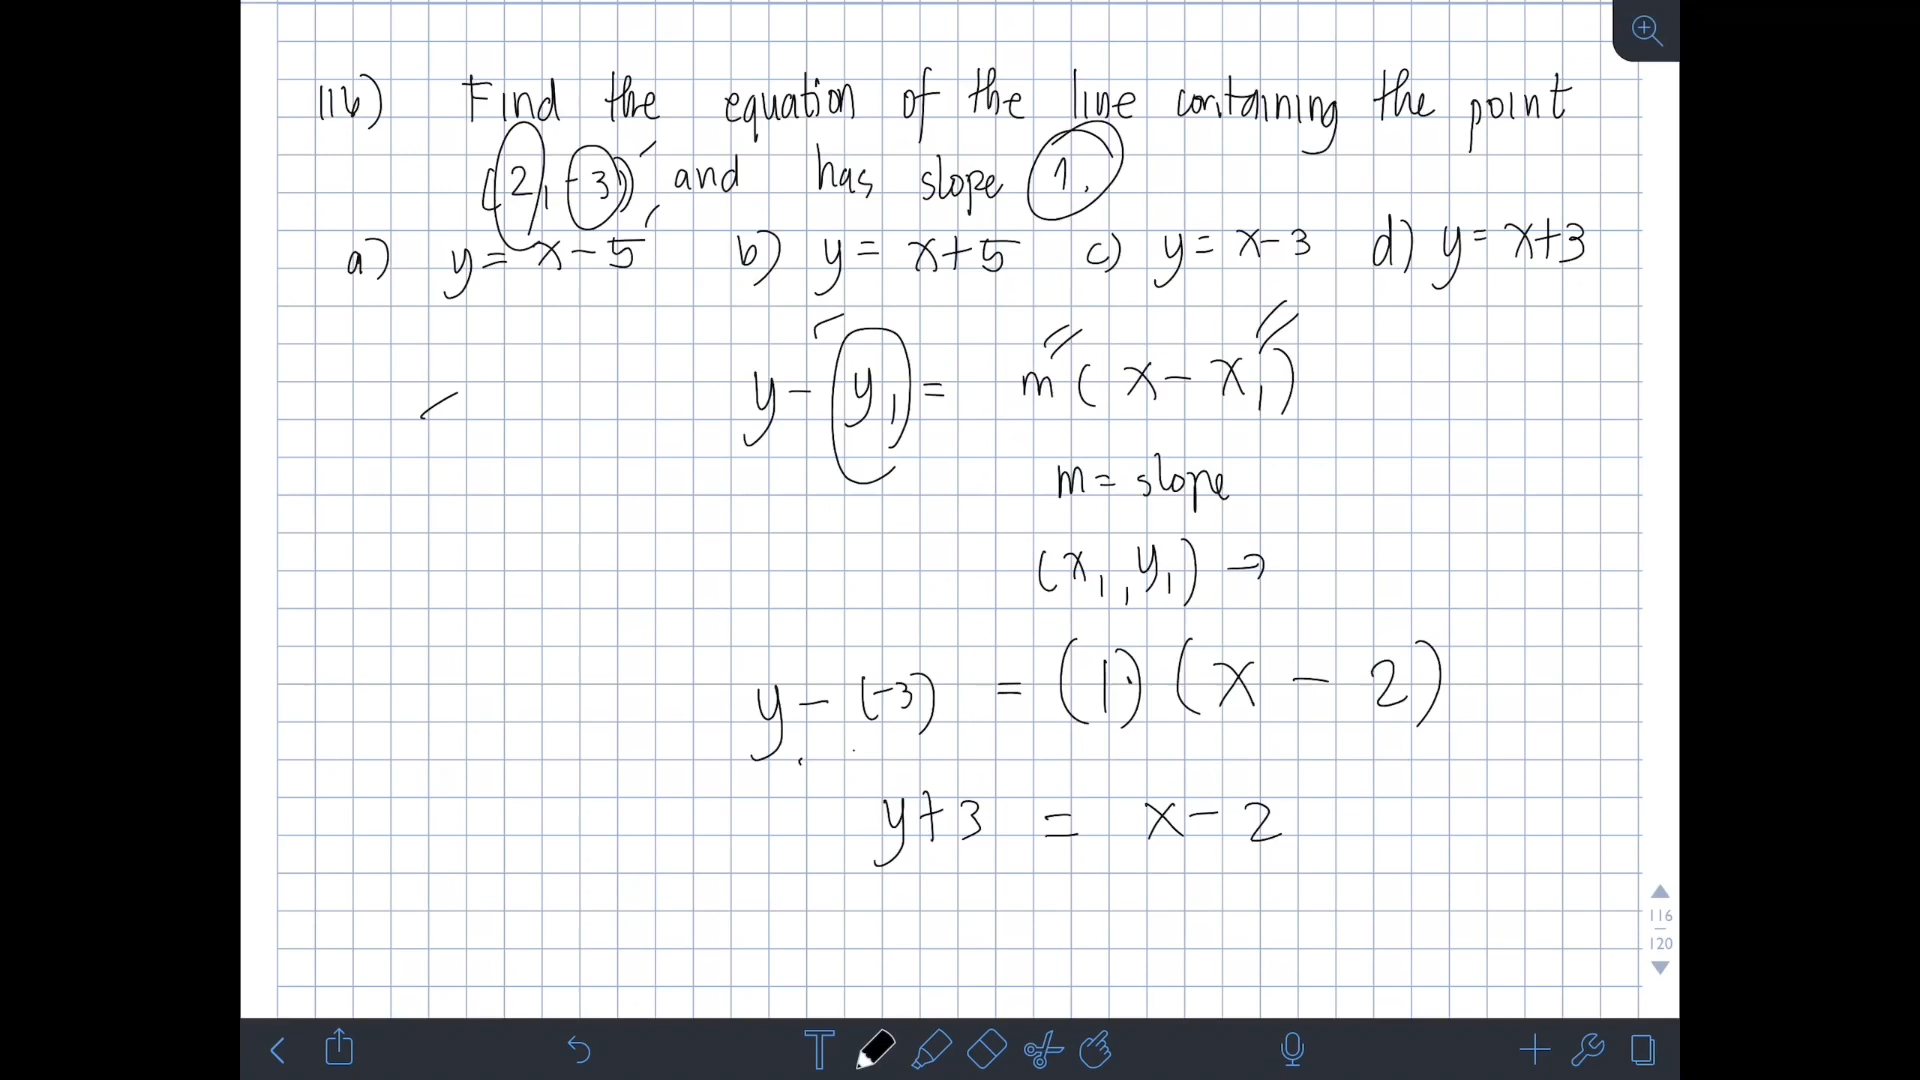 116) Find the equation of the line containing the point
(2, -3) and has slope 1.
a) y = x - 5 b) y = x + 5 c) y = x - 3 d) y = x + 3
y - y₁ = m ( x - x₁)
m = slope
(x₁, y₁) →
y - (-3) = (1) (x - 2)
y + 3 = x - 2
116
120
T